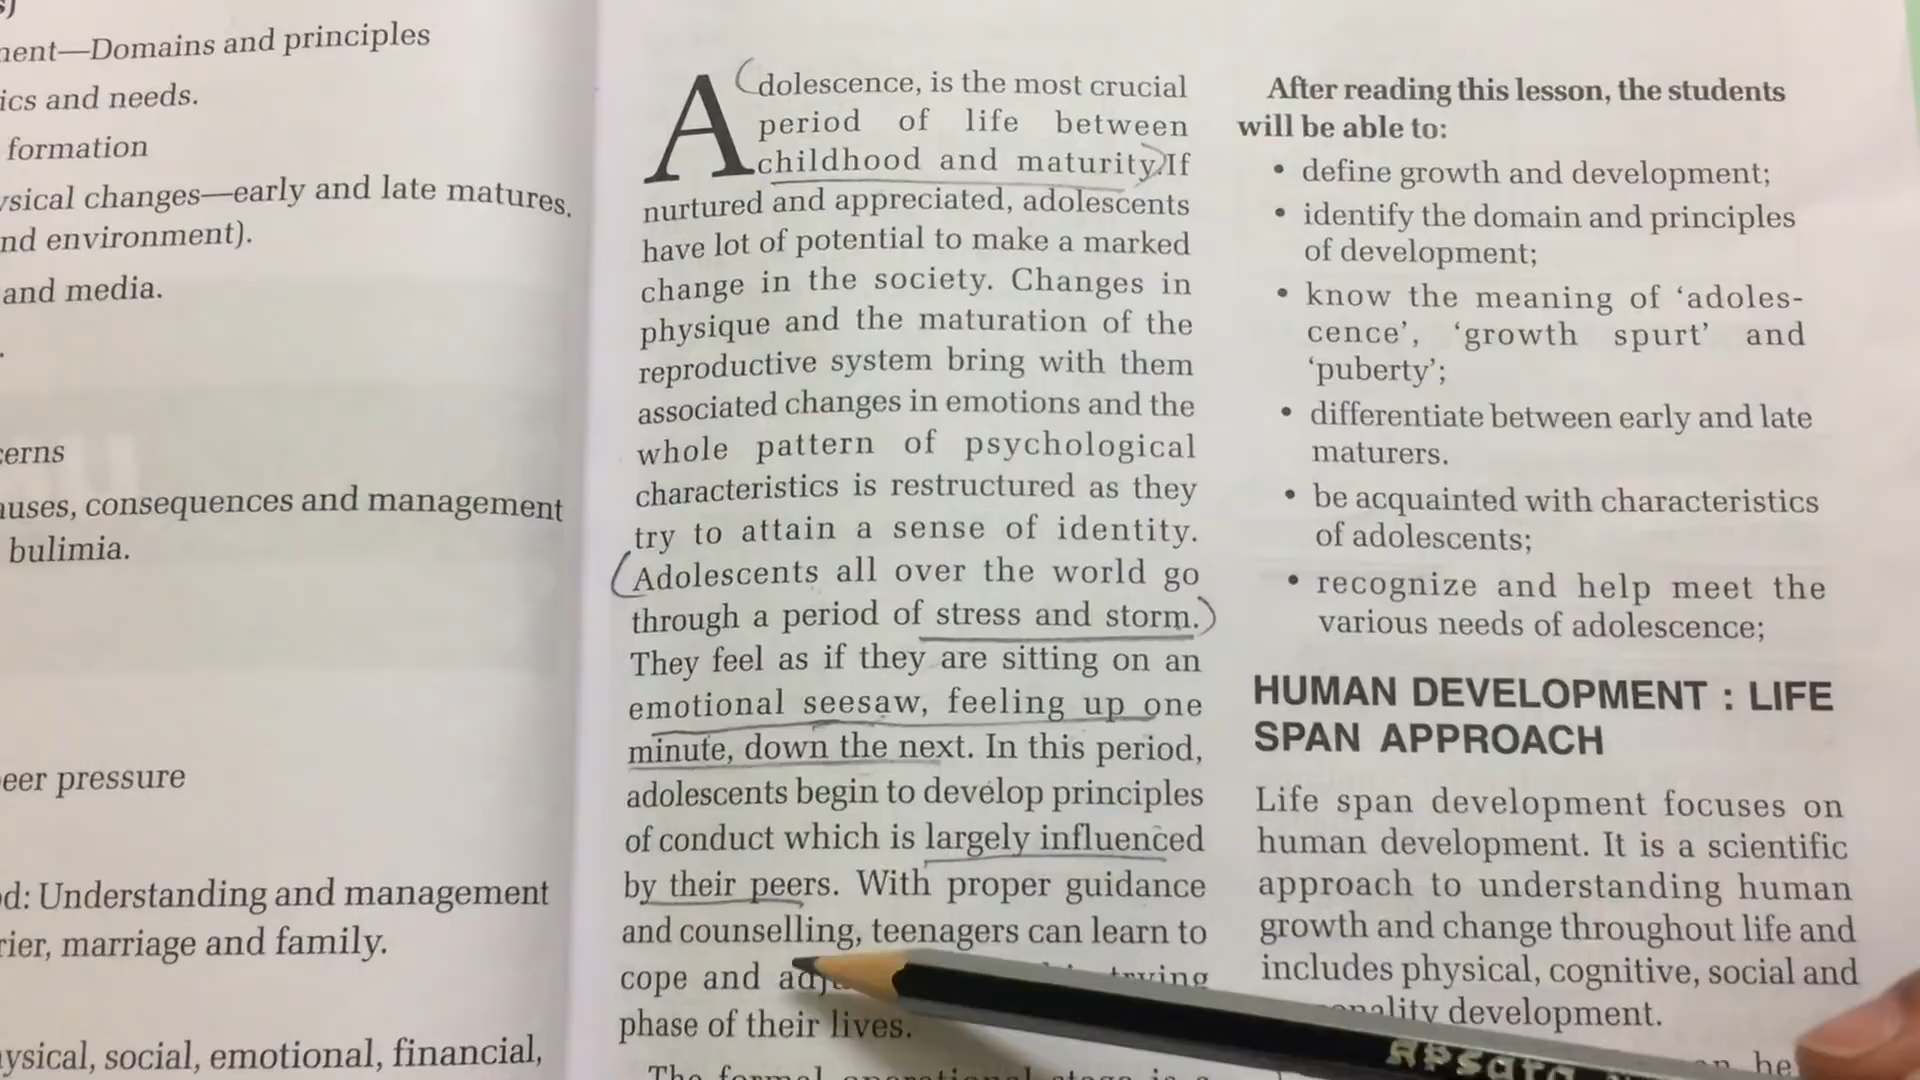 —Domains and principles
and needs.
formation
changes—early and late matures,
environment).
and media.
consequences and management
bulimia.
pressure
Understanding and management
marriage and family.
social, emotional, financial,
Adolescence, is the most crucial
period of life between
childhood and maturity. If
nurtured and appreciated, adolescents
have lot of potential to make a marked
change in the society. Changes in
physique and the maturation of the
reproductive system bring with them
associated changes in emotions and the
whole pattern of psychological
characteristics is restructured as they
try to attain a sense of identity.
Adolescents all over the world go
through a period of stress and storm.
They feel as if they are sitting on an
emotional seesaw, feeling up one
minute, down the next. In this period,
adolescents begin to develop principles
of conduct which is largely influenced
by their peers. With proper guidance
and counselling, teenagers can learn to
cope and trying
phase of their lives.
The formal operational stage is a
After reading this lesson, the students
will be able to:
• define growth and development;
• identify the domain and principles
of development;
• know the meaning of ‘adoles-
cence’, ‘growth spurt’ and
‘puberty’;
• differentiate between early and late
maturers.
• be acquainted with characteristics
of adolescents;
• recognize and help meet the
various needs of adolescence;
HUMAN DEVELOPMENT : LIFE
SPAN APPROACH
Life span development focuses on
human development. It is a scientific
approach to understanding human
growth and change throughout life and
includes physical, cognitive, social and
development.
Apsara